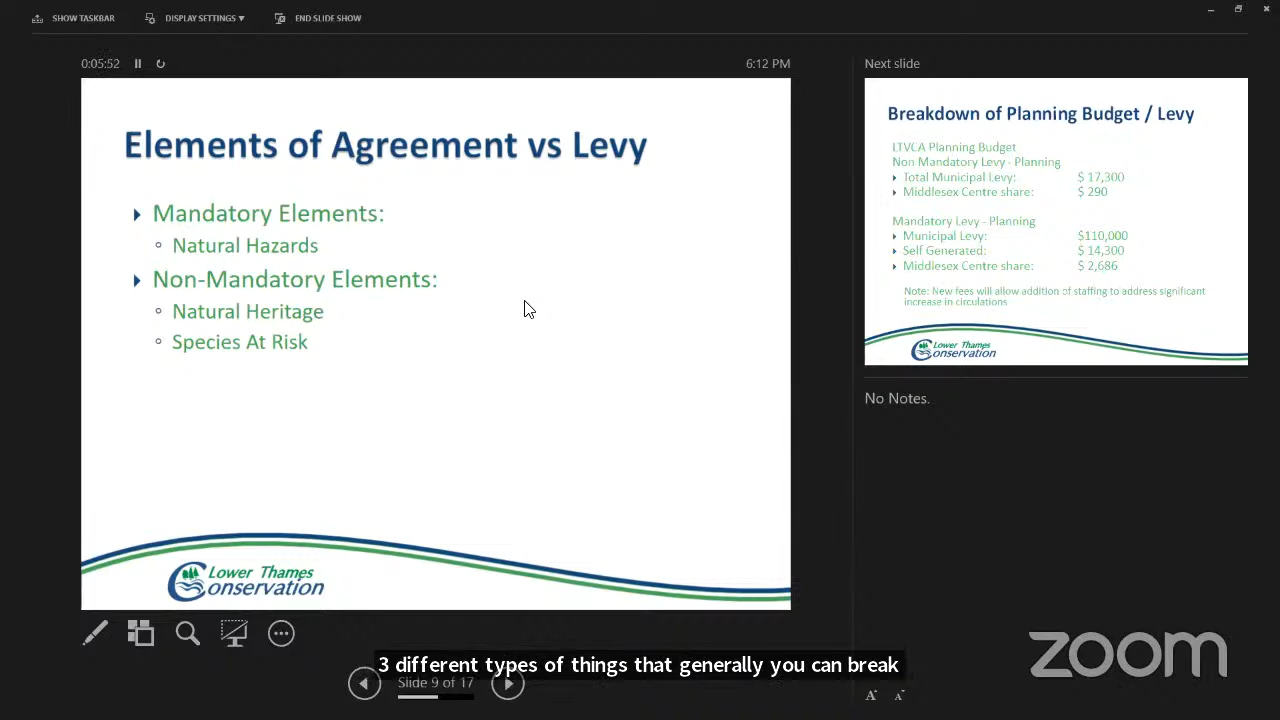 SHOW TASKBAR
DISPLAY SETTINGS ▼
END SLIDE SHOW
0:05:52
6:12 PM
Elements of Agreement vs Levy
Mandatory Elements:
Natural Hazards
Non-Mandatory Elements:
Natural Heritage
Species At Risk
Lower Thames
Conservation
Next slide
Breakdown of Planning Budget / Levy
LTVCA Planning Budget
Non Mandatory Levy - Planning
Total Municipal Levy: $ 17,300
Middlesex Centre share: $ 290
Mandatory Levy - Planning
Municipal Levy: $110,000
Self Generated: $ 14,300
Middlesex Centre share: $ 2,686
Note: New fees will allow addition of staffing to address significant
increase in circulations
Lower Thames
Conservation
No Notes.
3 different types of things that generally you can break
Slide 9 of 17
zoom
A A